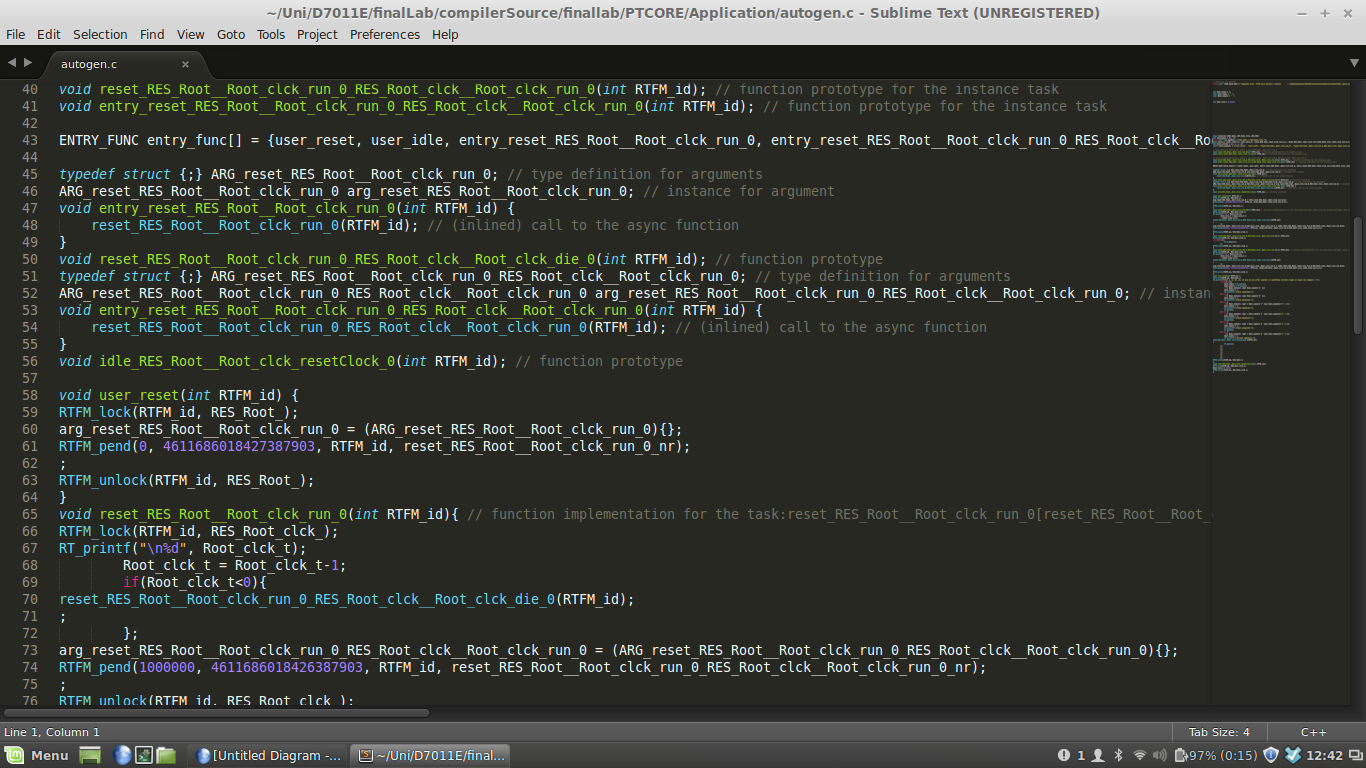 ~/Uni/D7011E/finalLab/compilerSource/finallab/PTCORE/Application/autogen.c - Sublime Text (UNREGISTERED)
File Edit Selection Find View Goto Tools Project Preferences Help
autogen.c ×
40 void reset_RES_Root__Root_clck_run_0_RES_Root_clck__Root_clck_run_0(int RTFM_id); // function prototype for the instance task
41 void entry_reset_RES_Root__Root_clck_run_0_RES_Root_clck__Root_clck_run_0(int RTFM_id); // function prototype for the instance task
42
43 ENTRY_FUNC entry_func[] = {user_reset, user_idle, entry_reset_RES_Root__Root_clck_run_0, entry_reset_RES_Root__Root_clck_run_0_RES_Root_clck__Ro
44
45 typedef struct {;} ARG_reset_RES_Root__Root_clck_run_0; // type definition for arguments
46 ARG_reset_RES_Root__Root_clck_run_0 arg_reset_RES_Root__Root_clck_run_0; // instance for argument
47 void entry_reset_RES_Root__Root_clck_run_0(int RTFM_id) {
48 reset_RES_Root__Root_clck_run_0(RTFM_id); // (inlined) call to the async function
49 }
50 void reset_RES_Root__Root_clck_run_0_RES_Root_clck__Root_clck_die_0(int RTFM_id); // function prototype
51 typedef struct {;} ARG_reset_RES_Root__Root_clck_run_0_RES_Root_clck__Root_clck_run_0; // type definition for arguments
52 ARG_reset_RES_Root__Root_clck_run_0_RES_Root_clck__Root_clck_run_0 arg_reset_RES_Root__Root_clck_run_0_RES_Root_clck__Root_clck_run_0; // instan
53 void entry_reset_RES_Root__Root_clck_run_0_RES_Root_clck__Root_clck_run_0(int RTFM_id) {
54 reset_RES_Root__Root_clck_run_0_RES_Root_clck__Root_clck_run_0(RTFM_id); // (inlined) call to the async function
55 }
56 void idle_RES_Root__Root_clck_resetClock_0(int RTFM_id); // function prototype
57
58 void user_reset(int RTFM_id) {
59 RTFM_lock(RTFM_id, RES_Root_);
60 arg_reset_RES_Root__Root_clck_run_0 = (ARG_reset_RES_Root__Root_clck_run_0){};
61 RTFM_pend(0, 4611686018427387903, RTFM_id, reset_RES_Root__Root_clck_run_0_nr);
62 ;
63 RTFM_unlock(RTFM_id, RES_Root_);
64 }
65 void reset_RES_Root__Root_clck_run_0(int RTFM_id){ // function implementation for the task:reset_RES_Root__Root_clck_run_0[reset_RES_Root__Root_
66 RTFM_lock(RTFM_id, RES_Root_clck_);
67 RT_printf("\n%d", Root_clck_t);
68 Root_clck_t = Root_clck_t-1;
69 if(Root_clck_t<0){
70 reset_RES_Root__Root_clck_run_0_RES_Root_clck__Root_clck_die_0(RTFM_id);
71 ;
72 };
73 arg_reset_RES_Root__Root_clck_run_0_RES_Root_clck__Root_clck_run_0 = (ARG_reset_RES_Root__Root_clck_run_0_RES_Root_clck__Root_clck_run_0){};
74 RTFM_pend(1000000, 4611686018426387903, RTFM_id, reset_RES_Root__Root_clck_run_0_RES_Root_clck__Root_clck_run_0_nr);
75 ;
76 RTFM_unlock(RTFM_id, RES_Root_clck_);
Line 1, Column 1 Tab Size: 4 C++
Menu [Untitled Diagram -... ~/Uni/D7011E/final... 1 97% (0:15) 12:42